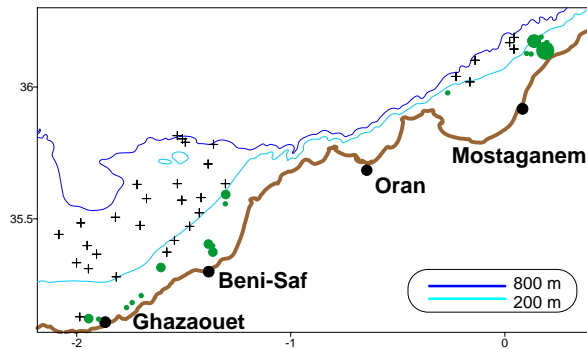 36
Mostaganem
Oran
35.5
Beni-Saf
800 m
200 m
Ghazaouet
-2
-1
0